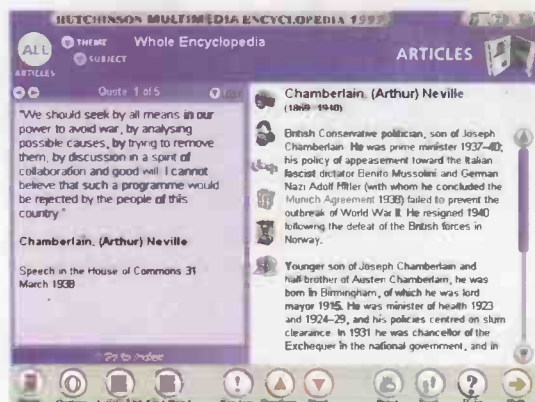 HUTCHINSON MULTIMEDIA ENCYCLOPEDIA 1997
ALL
THEME
Whole Encyclopedia
SUBJECT
ARTICLES
ARTICLES
Quote 1 of 5
"We should seek by all means in our
power to avoid war, by analysing
possible causes, by trying to remove
them, by discussion in a spirit of
collaboration and good will. I cannot
believe that such a programme would
be rejected by the people of this
country."
Chamberlain, (Arthur) Neville
Speech in the House of Commons 31
March 1938
Go to Index
Chamberlain, (Arthur) Neville
(1869-1940)
British Conservative politician, son of Joseph
Chamberlain. He was prime minister 1937-40;
his policy of appeasement toward the Italian
fascist dictator Benito Mussolini and German
Nazi Adolf Hitler (with whom he concluded the
Munich Agreement 1938) failed to prevent the
outbreak of World War II. He resigned 1940
following the defeat of the British forces in
Norway.
Younger son of Joseph Chamberlain and
half-brother of Austen Chamberlain, he was
born in Birmingham, of which he was lord
mayor 1915. He was minister of health 1923
and 1924-29, and his policies centred on slum
clearance. In 1931 he was chancellor of the
Exchequer in the national government, and in